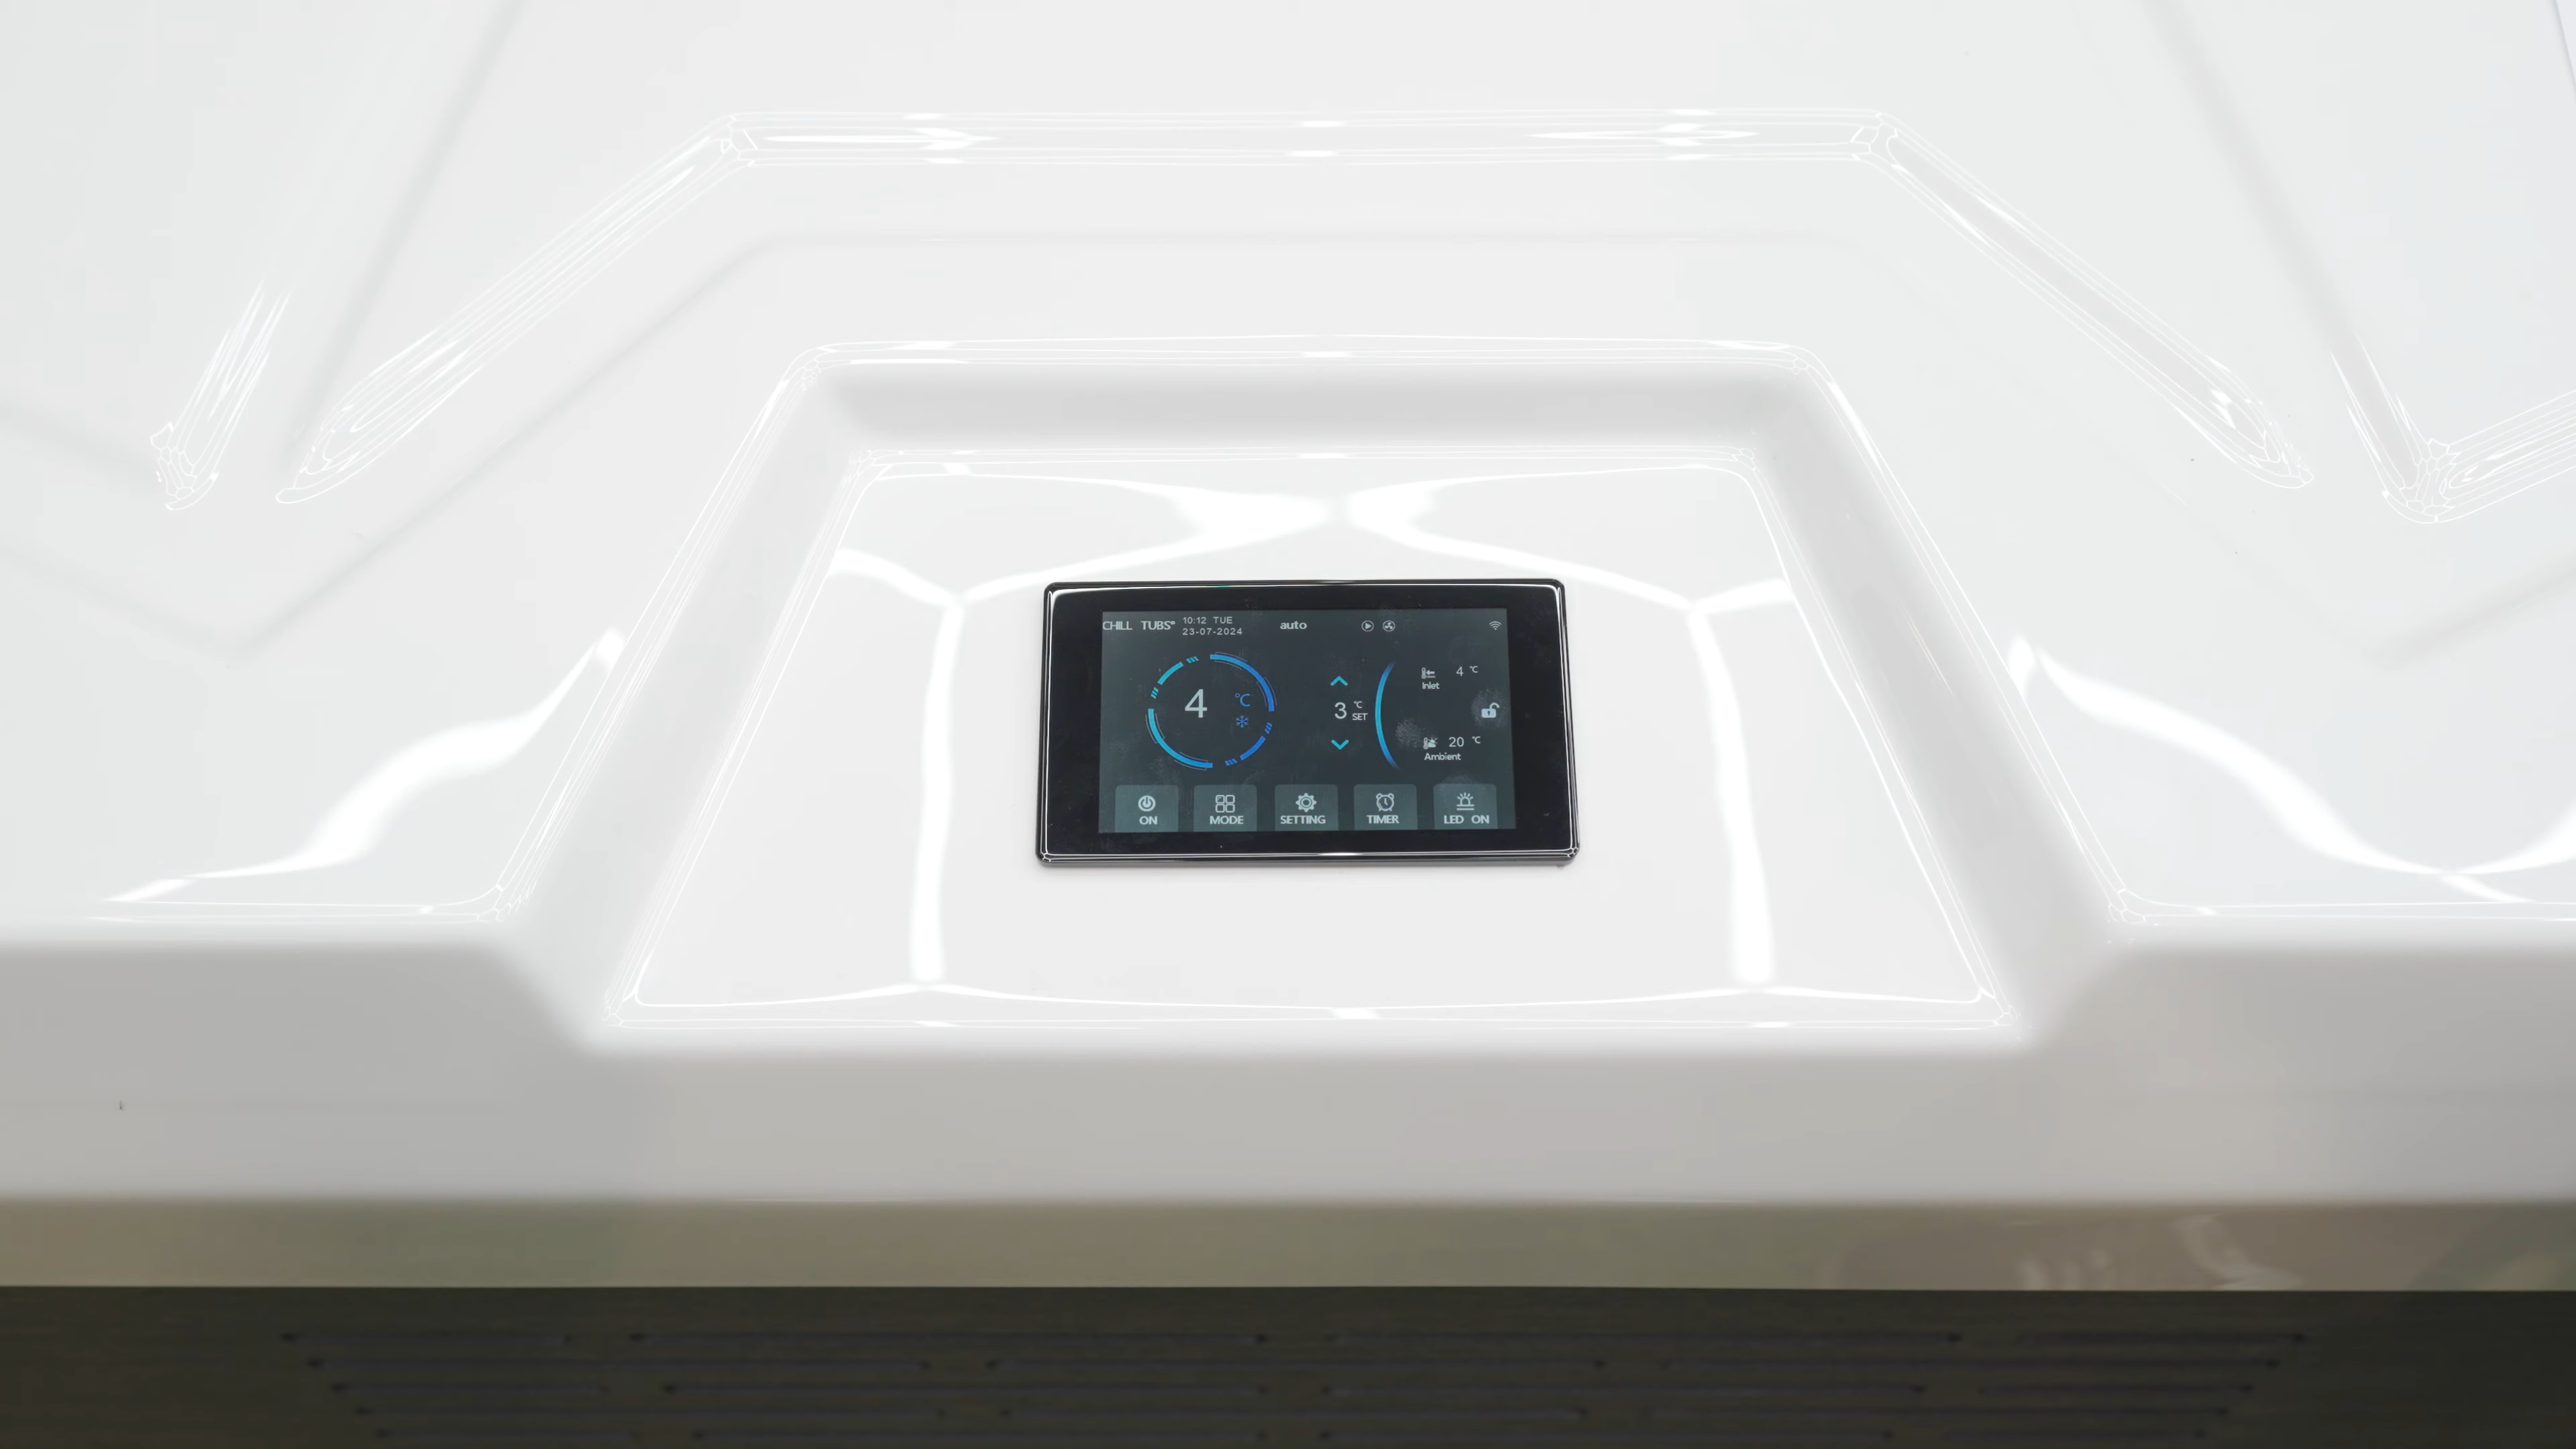 CHILL TUBS®
10:12 TUE
23-07-2024
auto
4 °C
3 °C
SET
4 °C
Inlet
20 °C
Ambient
ON
MODE
SETTING
TIMER
LED ON